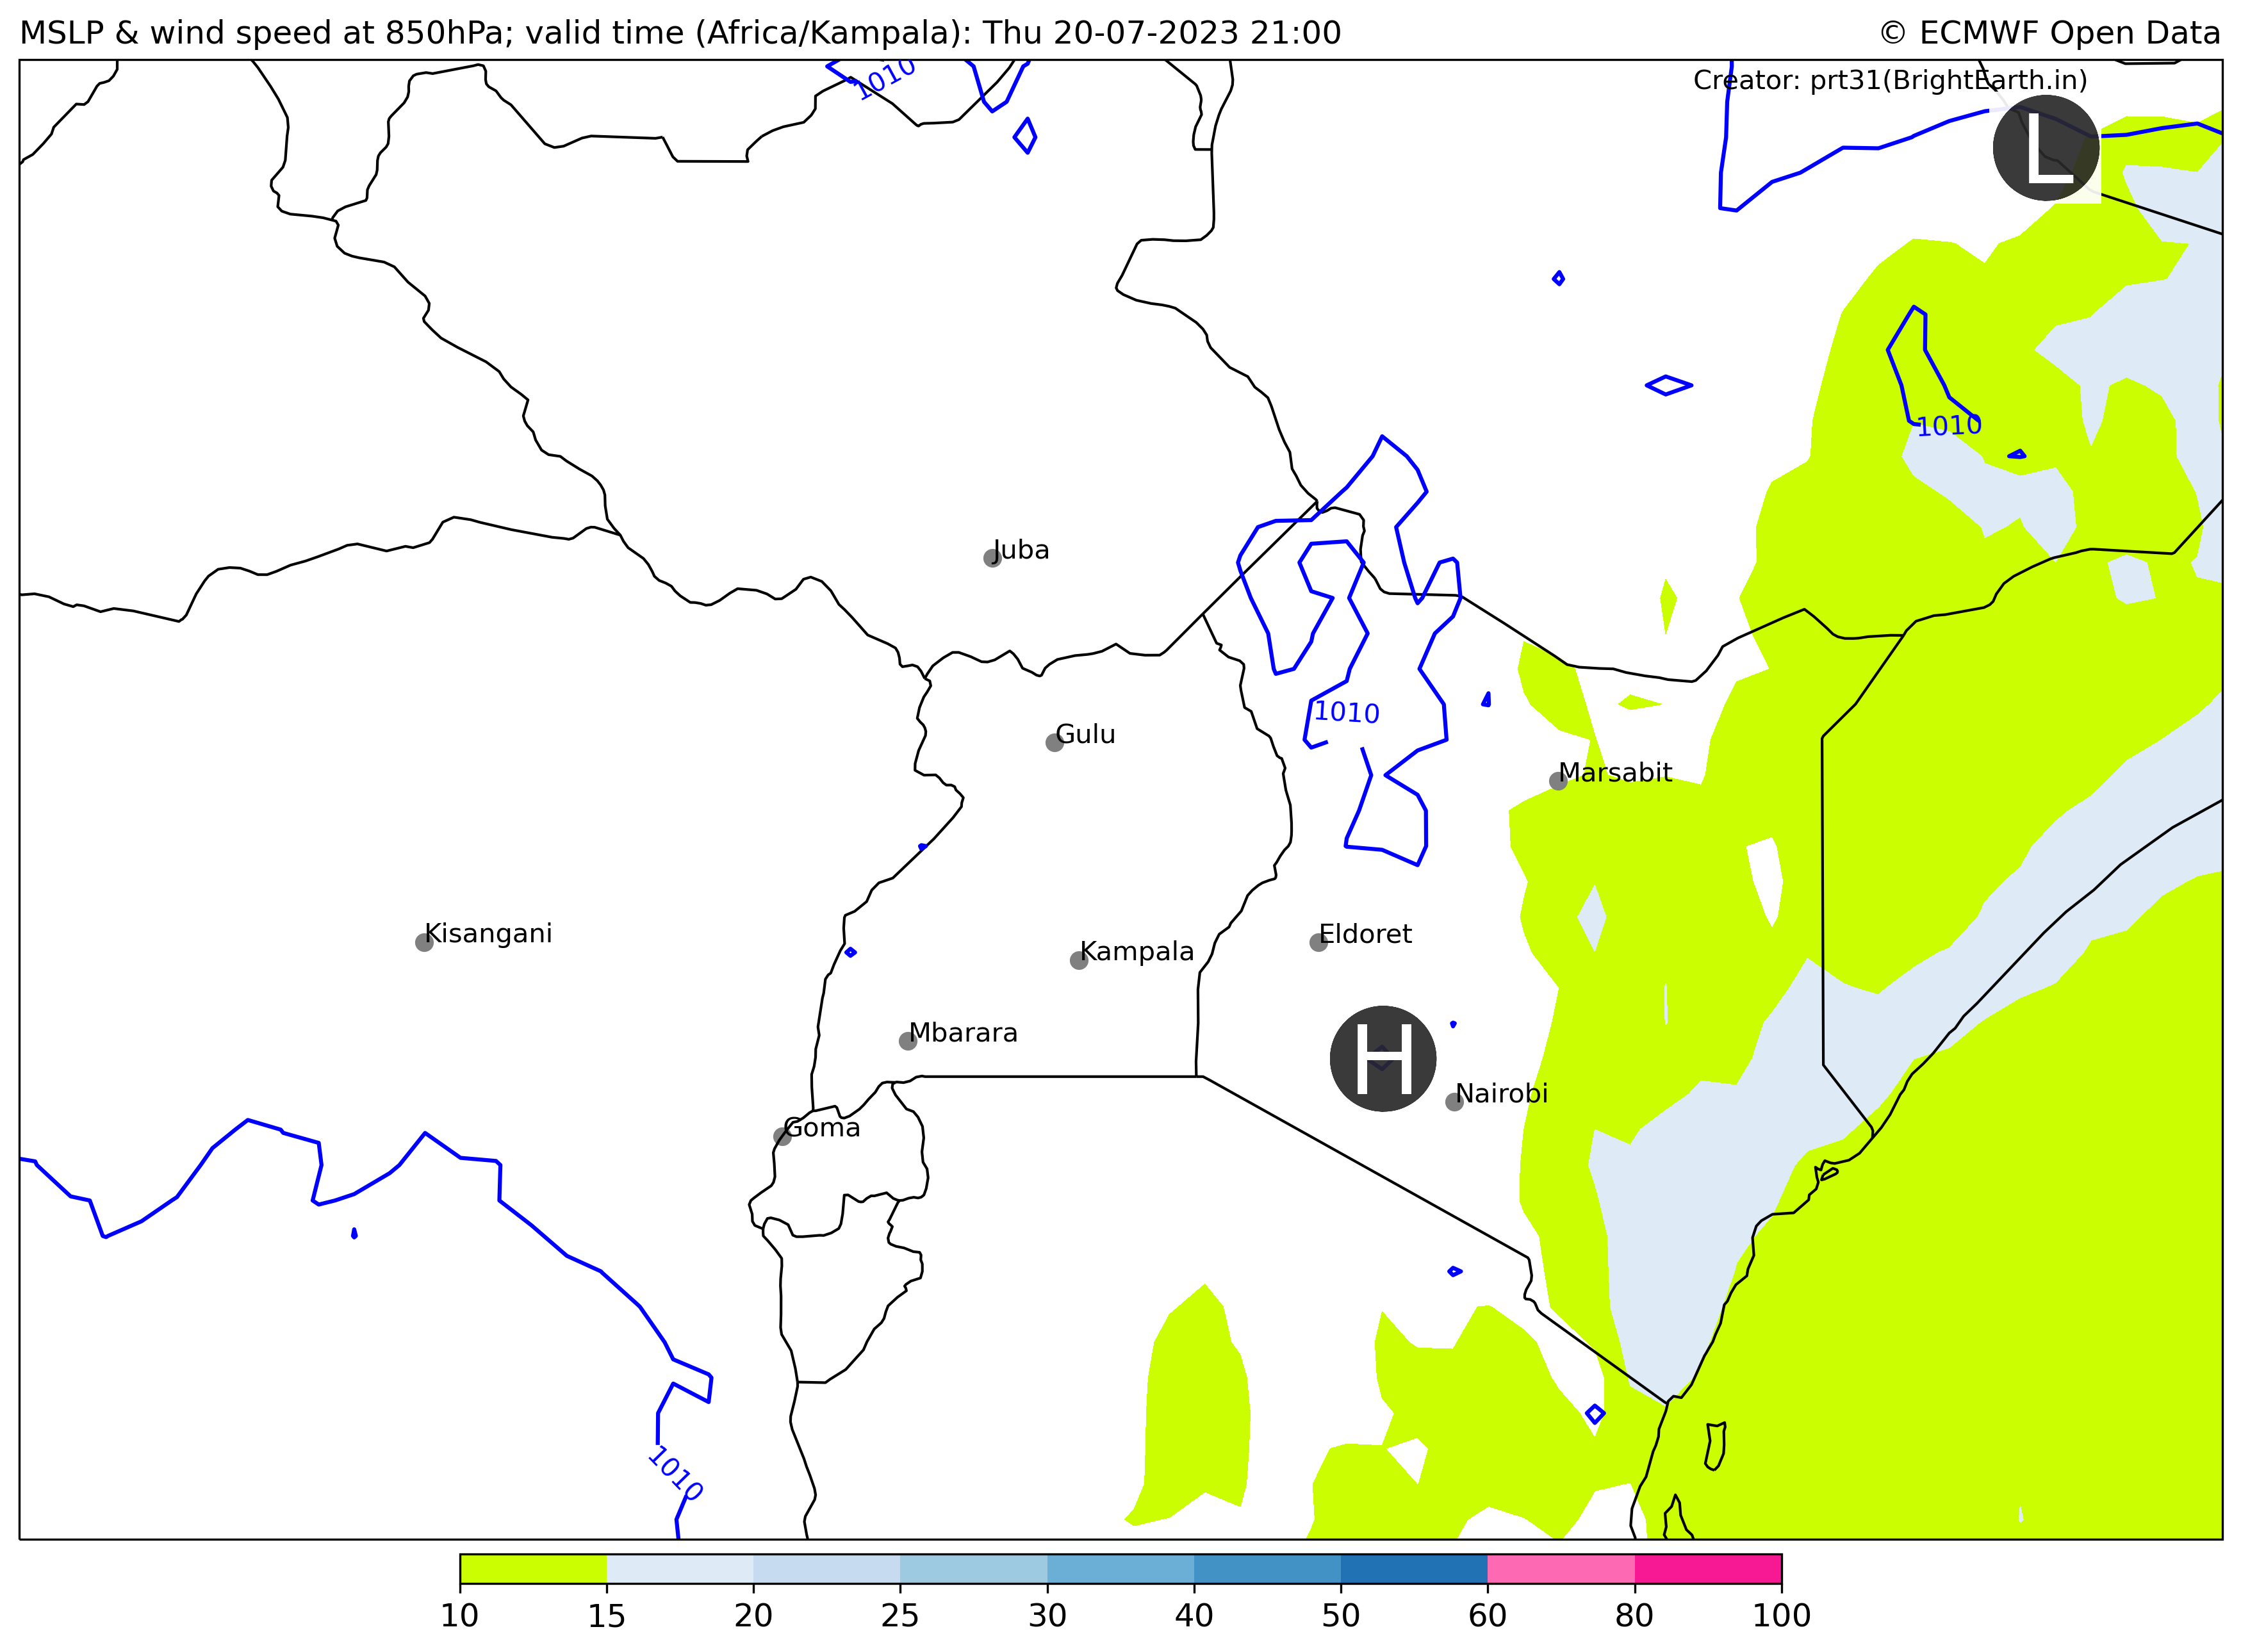 MSLP & wind speed at 850hPa; valid time (Africa/Kampala): Thu 20-07-2023 21:00
© ECMWF Open Data
1010
Creator: prt31(BrightEarth.in)
L
1010
Juba
1010
Gulu
Marsabit
Kisangani
Eldoret
Kampala
Mbarara
H
Nairobi
Goma
1010
10 15 20 25 30 40 50 60 80 100